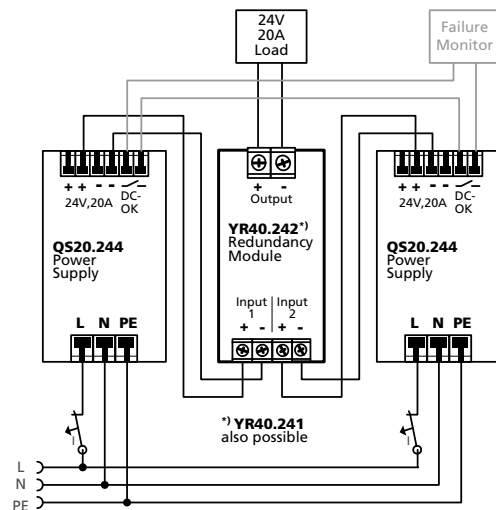 24V
20A
Load
Failure
Monitor
+ + - -
24V,20A
DC-
OK
QS20.244
Power
Supply
L N PE
+ -
Output
YR40.242*)
Redundancy
Module
Input
1
Input
2
+ - + -
*) YR40.241
also possible
+ + - -
24V,20A
DC-
OK
QS20.244
Power
Supply
L N PE
I
I
L
N
PE